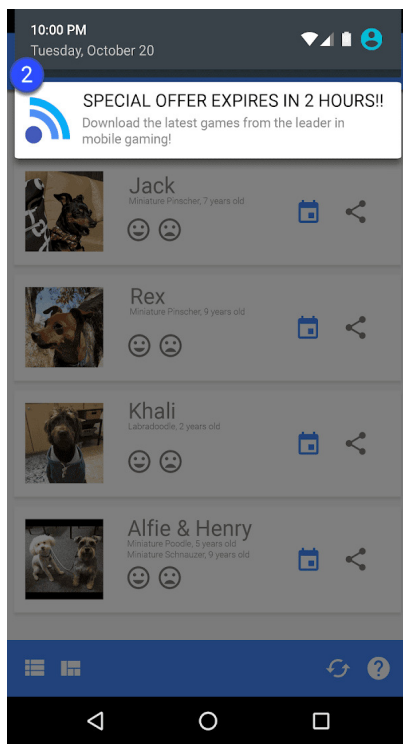 10:00 PM
Tuesday, October 20
2
SPECIAL OFFER EXPIRES IN 2 HOURS!!
Download the latest games from the leader in
mobile gaming!
Jack
Miniature Pinscher, 7 years old
Rex
Miniature Pinscher, 9 years old
Khali
Labradoodle, 2 years old
Alfie & Henry
Miniature Poodle, 5 years old
Miniature Schnauzer, 9 years old
?